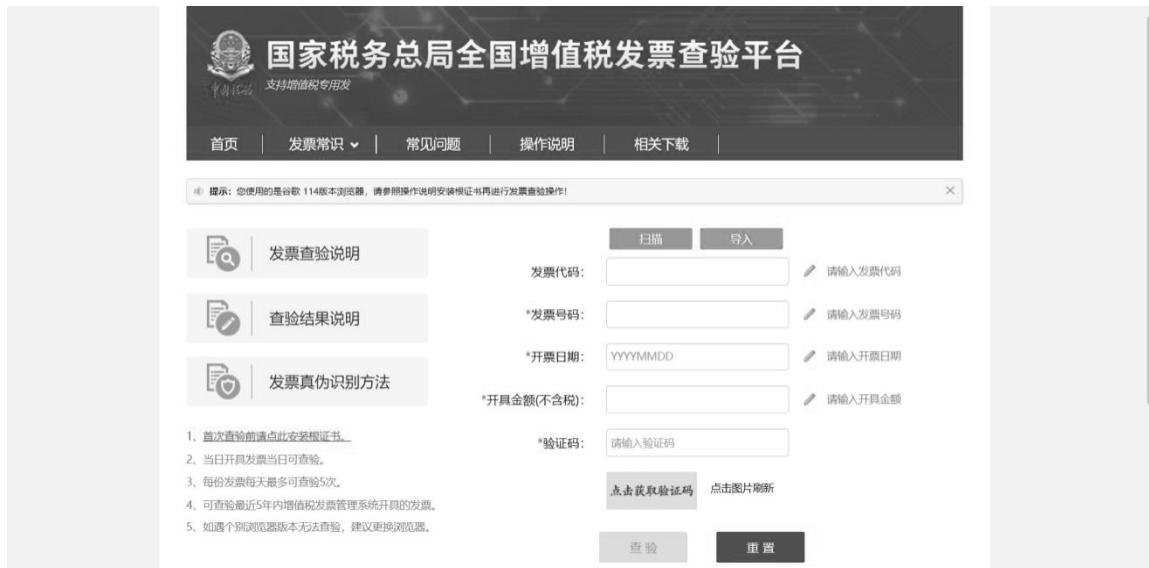 国家税务总局全国增值税发票查验平台
支持增值税专用发
首页 发票常识 常见问题 操作说明 相关下载
提示：您使用的是谷歌 114版本浏览器，请参照操作说明安装根证书再进行发票查验操作！
扫描 导入
发票查验说明
查验结果说明
发票真伪识别方法
1、首次查验前请点此安装根证书。
2、当日开具发票当日可查验。
3、每份发票每天最多可查验5次。
4、可查验最近5年内增值税发票管理系统开具的发票。
5、如遇个别浏览器版本无法查验，建议更换浏览器。
发票代码： 请输入发票代码
*发票号码： 请输入发票号码
*开票日期： YYYYMMDD 请输入开票日期
*开具金额(不含税)： 请输入开具金额
*验证码： 请输入验证码
点击获取验证码 点击图片刷新
查验 重置